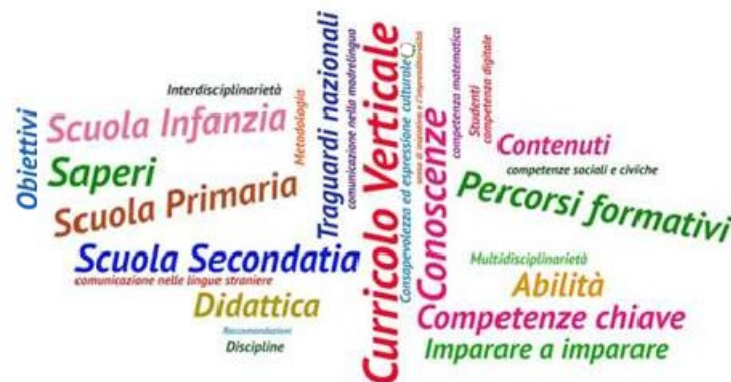 Interdisciplinarietà
Obiettivi
Scuola Infanzia
Metodologia
Saperi
Scuola Primaria
Scuola Secondatia
comunicazione nelle lingue straniere
Didattica
Raccomandazioni
Discipline
Traguardi nazionali
comunicazione nella madrelingua
Curricolo Verticale
Consapevolezza ed espressione culturale
Conoscenze
competenza matematica
Studenti
competenza digitale
Contenuti
competenze sociali e civiche
Percorsi formativi
Multidisciplinarietà
Abilità
Competenze chiave
Imparare a imparare